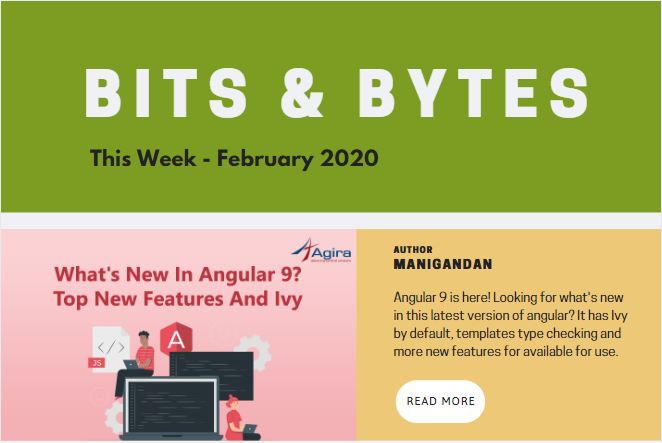 BITS & BYTES
This Week - February 2020
Agira
What's New In Angular 9?
Top New Features And Ivy
</>
JS
A
AUTHOR
MANIGANDAN
Angular 9 is here! Looking for what's new
in this latest version of angular? It has Ivy
by default, templates type checking and
more new features for available for use.
READ MORE